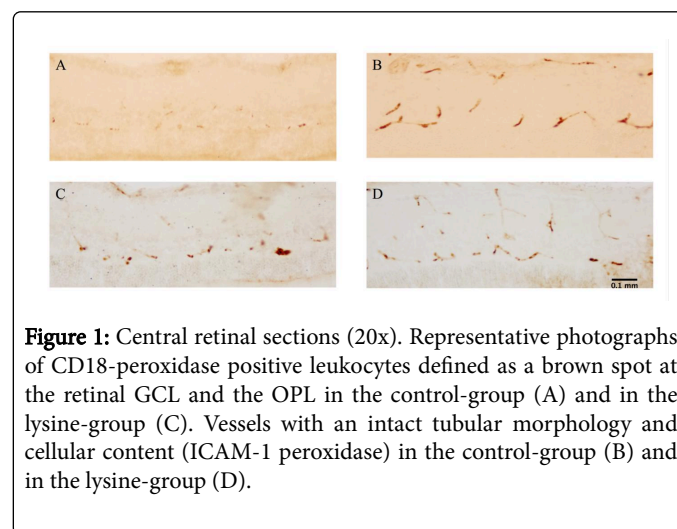 A
B
C
D
0.1 mm
Figure 1: Central retinal sections (20x). Representative photographs
of CD18-peroxidase positive leukocytes defined as a brown spot at
the retinal GCL and the OPL in the control-group (A) and in the
lysine-group (C). Vessels with an intact tubular morphology and
cellular content (ICAM-1 peroxidase) in the control-group (B) and
in the lysine-group (D).